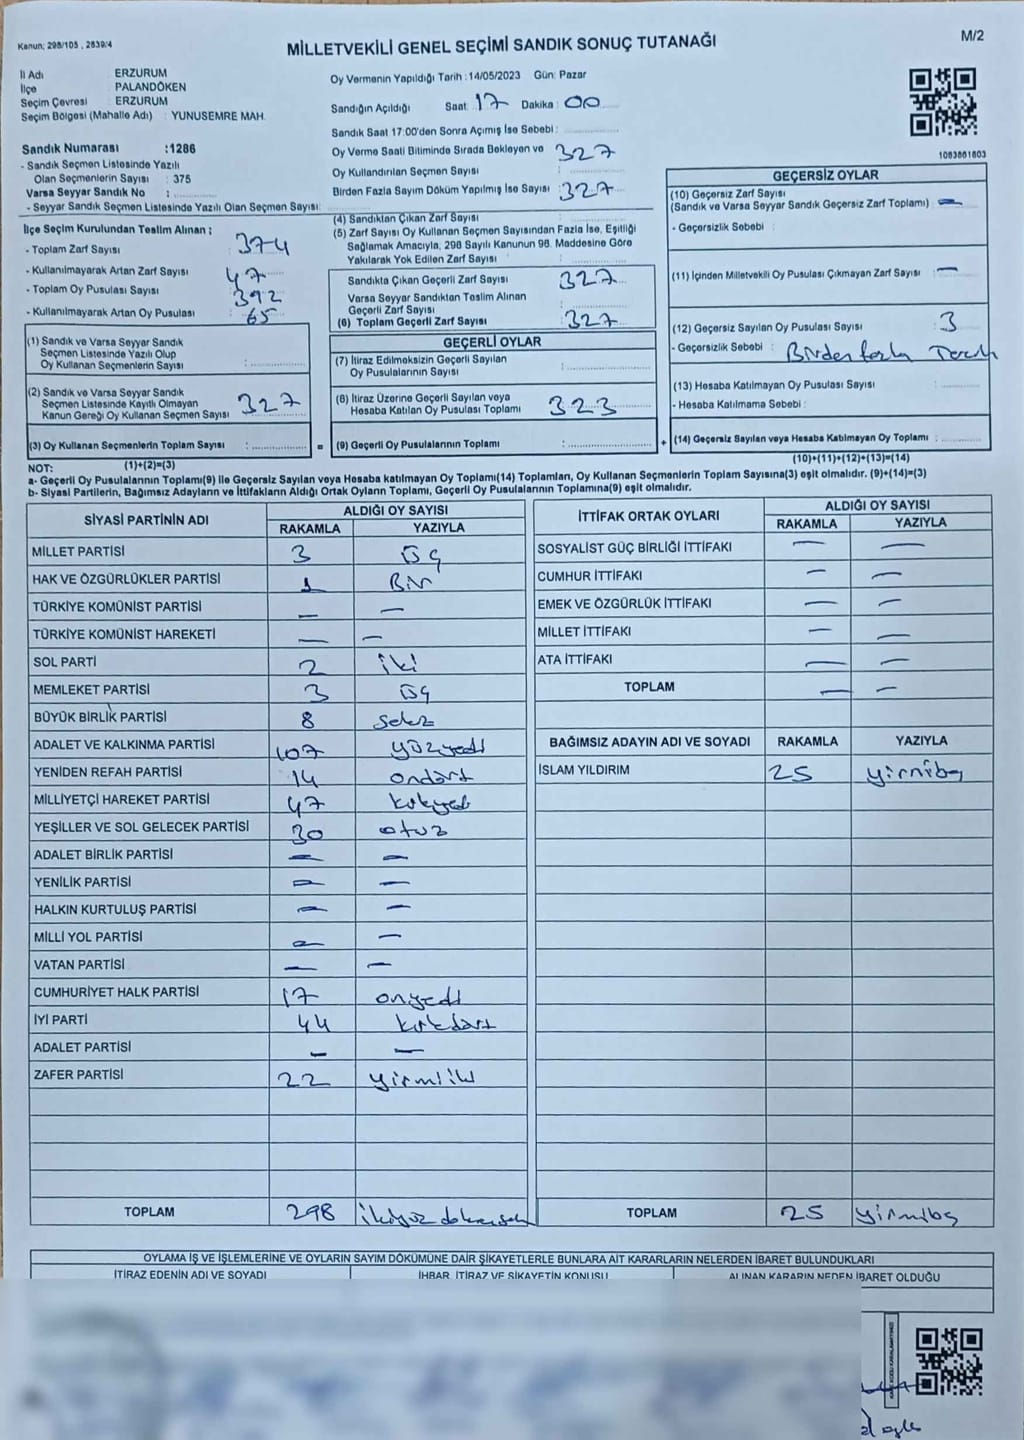 Kanun: 298/105 , 2839/4
MİLLETVEKİLİ GENEL SEÇİMİ SANDIK SONUÇ TUTANAĞI
M/2
İl Adı ERZURUM
İlçe PALANDÖKEN
Seçim Çevresi ERZURUM
Seçim Bölgesi (Mahalle Adı) : YUNUSEMRE MAH.
Sandık Numarası :1286
- Sandık Seçmen Listesinde Yazılı
Olan Seçmenlerin Sayısı : 375
Varsa Seyyar Sandık No :
- Seyyar Sandık Seçmen Listesinde Yazılı Olan Seçmen Sayısı:
Oy Vermenin Yapıldığı Tarih :14/05/2023 Gün: Pazar
Sandığın Açıldığı Saat: 17 Dakika : 00
Sandık Saat 17:00'den Sonra Açımış İse Sebebi :
Oy Verme Saati Bitiminde Sırada Bekleyen ve 327
Oy Kullandırılan Seçmen Sayısı
Birden Fazla Sayım Döküm Yapılmış İse Sayısı : 327
1083861803
İlçe Seçim Kurulundan Teslim Alınan ;
- Toplam Zarf Sayısı : 374
- Kullanılmayarak Artan Zarf Sayısı : 47
- Toplam Oy Pusulası Sayısı : 392
- Kullanılmayarak Artan Oy Pusulası : 65
(1) Sandık ve Varsa Seyyar Sandık
Seçmen Listesinde Yazılı Olup
Oy Kullanan Seçmenlerin Sayısı :
(2) Sandık ve Varsa Seyyar Sandık
Seçmen Listesinde Kayıtlı Olmayan
Kanun Gereği Oy Kullanan Seçmen Sayısı : 327
(3) Oy Kullanan Seçmenlerin Toplam Sayısı :
(4) Sandıktan Çıkan Zarf Sayısı :
(5) Zarf Sayısı Oy Kullanan Seçmen Sayısından Fazla İse, Eşitliği
Sağlamak Amacıyla, 298 Sayılı Kanunun 98. Maddesine Göre
Yakılarak Yok Edilen Zarf Sayısı :
Sandıkta Çıkan Geçerli Zarf Sayısı : 327
Varsa Seyyar Sandıktan Teslim Alınan
Geçerli Zarf Sayısı :
(6) Toplam Geçerli Zarf Sayısı : 327
GEÇERLİ OYLAR
(7) İtiraz Edilmeksizin Geçerli Sayılan
Oy Pusulalarının Sayısı :
(8) İtiraz Üzerine Geçerli Sayılan veya
Hesaba Katılan Oy Pusulası Toplamı : 323
= (9) Geçerli Oy Pusulalarının Toplamı :
GEÇERSİZ OYLAR
(10) Geçersiz Zarf Sayısı
(Sandık ve Varsa Seyyar Sandık Geçersiz Zarf Toplamı) : —
- Geçersizlik Sebebi :
(11) İçinden Milletvekili Oy Pusulası Çıkmayan Zarf Sayısı : —
(12) Geçersiz Sayılan Oy Pusulası Sayısı : 3
- Geçersizlik Sebebi : Birden fazla
(13) Hesaba Katılmayan Oy Pusulası Sayısı :
- Hesaba Katılmama Sebebi :
+ (14) Geçersiz Sayılan veya Hesaba Katılmayan Oy Toplamı :
NOT: (1)+(2)=(3) (10)+(11)+(12)+(13)=(14)
a- Geçerli Oy Pusulalarının Toplamı(9) ile Geçersiz Sayılan veya Hesaba katılmayan Oy Toplamı(14) Toplamları, Oy Kullanan Seçmenlerin Toplam Sayısına(3) eşit olmalıdır. (9)+(14)=(3)
b- Siyasi Partilerin, Bağımsız Adayların ve İttifakların Aldığı Ortak Oyların Toplamı, Geçerli Oy Pusulalarının Toplamına(9) eşit olmalıdır.
SİYASİ PARTİNİN ADI ALDIĞI OY SAYISI
RAKAMLA YAZIYLA
MİLLET PARTİSİ 3 üç
HAK VE ÖZGÜRLÜKLER PARTİSİ 1 Bir
TÜRKİYE KOMÜNİST PARTİSİ — —
TÜRKİYE KOMÜNİST HAREKETİ — —
SOL PARTİ 2 iki
MEMLEKET PARTİSİ 3 üç
BÜYÜK BİRLİK PARTİSİ 8 sekiz
ADALET VE KALKINMA PARTİSİ 107 yüzyedi
YENİDEN REFAH PARTİSİ 14 ondört
MİLLİYETÇİ HAREKET PARTİSİ 47 kırkyedi
YEŞİLLER VE SOL GELECEK PARTİSİ 30 otuz
ADALET BİRLİK PARTİSİ — —
YENİLİK PARTİSİ — —
HALKIN KURTULUŞ PARTİSİ — —
MİLLİ YOL PARTİSİ — —
VATAN PARTİSİ — —
CUMHURİYET HALK PARTİSİ 17 onyedi
İYİ PARTİ 44 kırkdört
ADALET PARTİSİ — —
ZAFER PARTİSİ 22 yirmiiki
TOPLAM 298 ikiyüz doksansekiz
İTTİFAK ORTAK OYLARI ALDIĞI OY SAYISI
RAKAMLA YAZIYLA
SOSYALİST GÜÇ BİRLİĞİ İTTİFAKI — —
CUMHUR İTTİFAKI — —
EMEK VE ÖZGÜRLÜK İTTİFAKI — —
MİLLET İTTİFAKI — —
ATA İTTİFAKI — —
TOPLAM — —
BAĞIMSIZ ADAYIN ADI VE SOYADI RAKAMLA YAZIYLA
İSLAM YILDIRIM 25 yirmibeş
TOPLAM 25 yirmibeş
OYLAMA İŞ VE İŞLEMLERİNE VE OYLARIN SAYIM DÖKÜMÜNE DAİR ŞİKAYETLERLE BUNLARA AİT KARARLARIN NELERDEN İBARET BULUNDUKLARI
İTİRAZ EDENİN ADI VE SOYADI İHBAR, İTİRAZ VE ŞİKAYETİN KONUSU ALINAN KARARIN NEDEN İBARET OLDUĞU